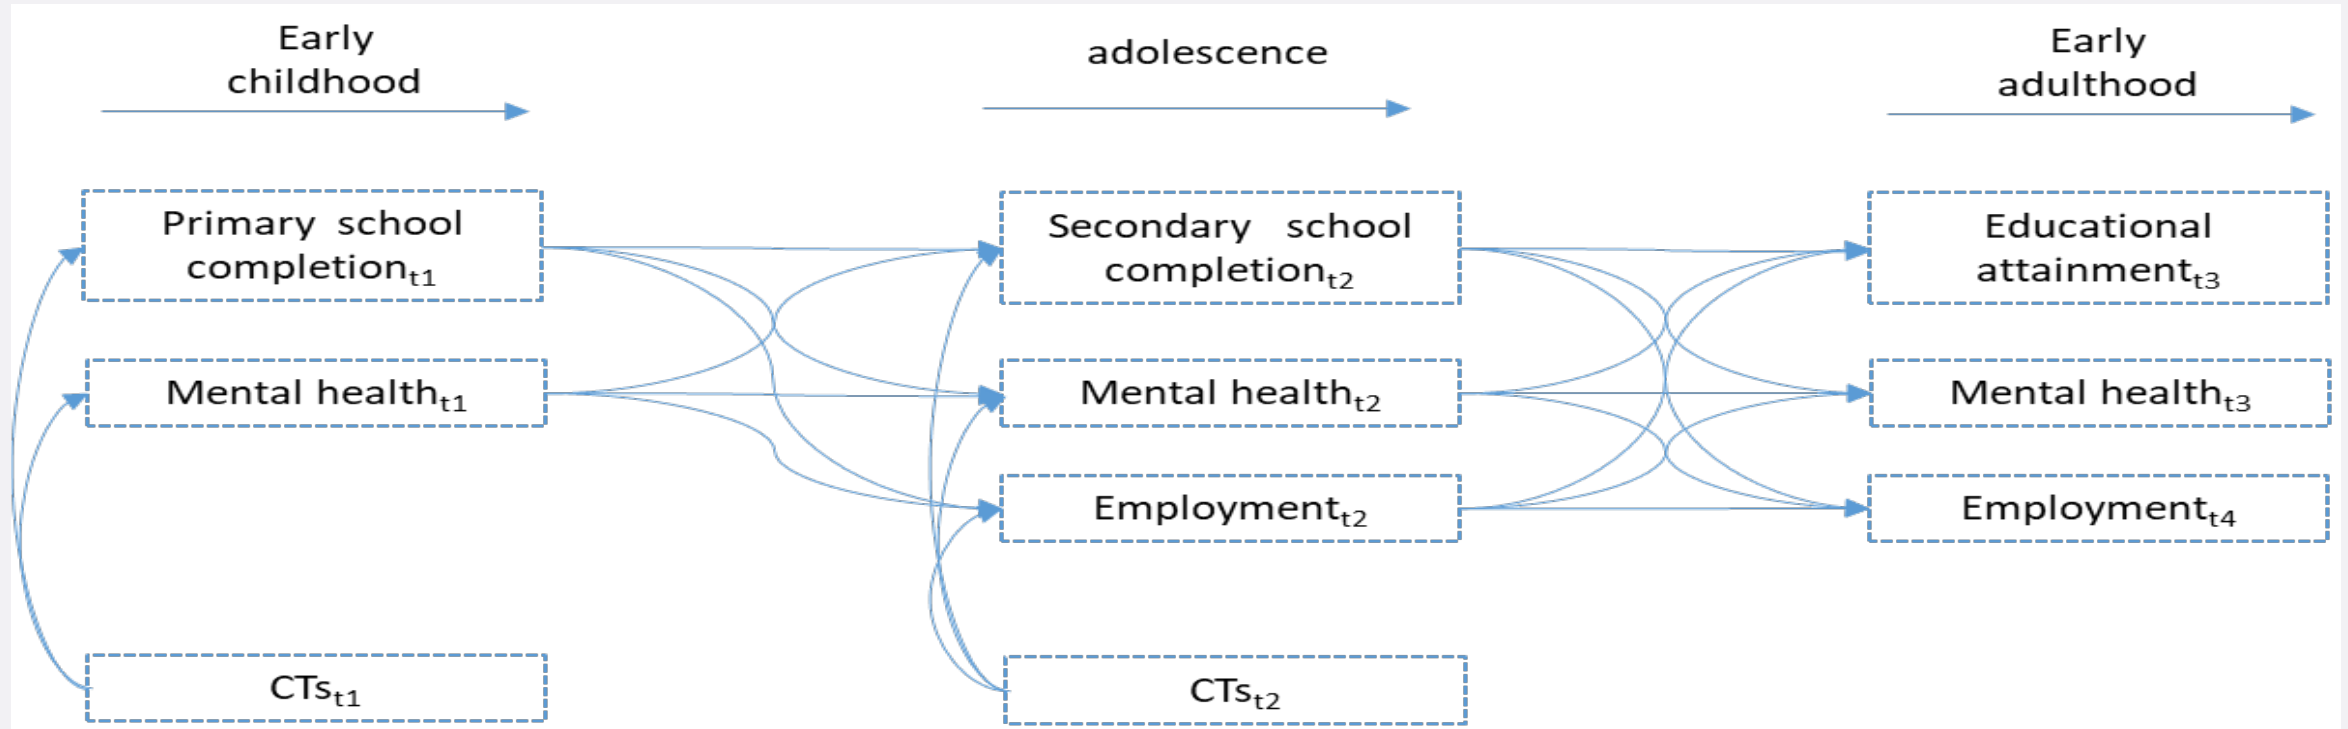 Early
childhood
adolescence
Early
adulthood
Primary school
completiont1
Secondary school
completiont2
Educational
attainmentt3
Mental healtht1
Mental healtht2
Mental healtht3
Employmentt2
Employmentt4
CTst1
CTst2